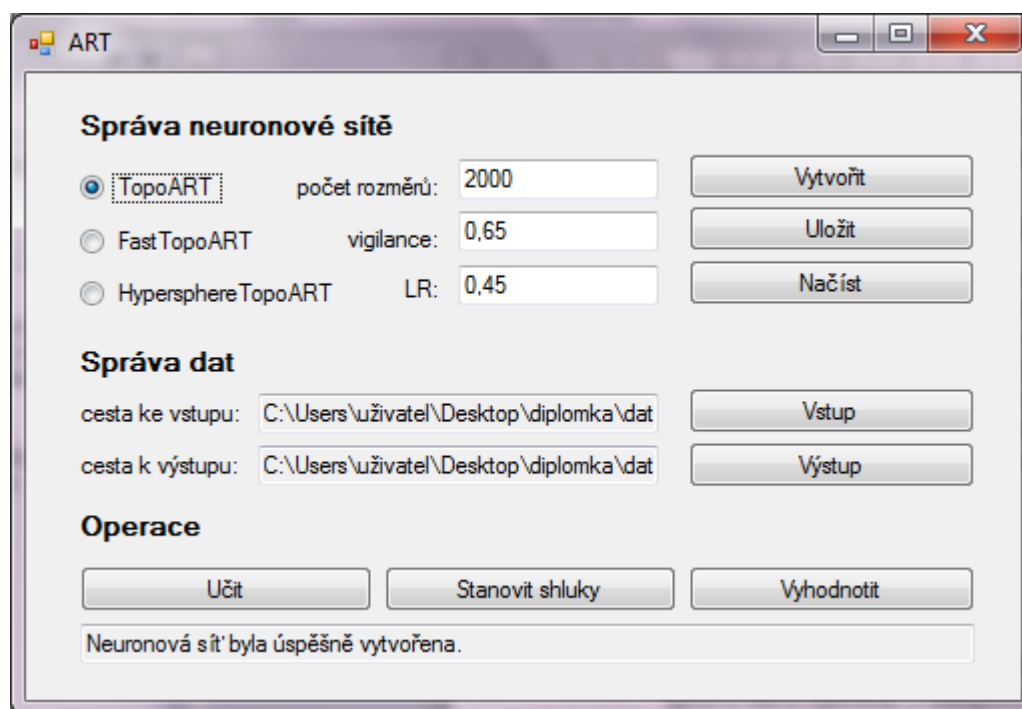 ART
Správa neuronové sítě
TopoART počet rozměrů: 2000 Vytvořit
FastTopoART vigilance: 0,65 Uložit
HypersphereTopoART LR: 0,45 Načíst
Správa dat
cesta ke vstupu: C:\Users\uživatel\Desktop\diplomka\dat Vstup
cesta k výstupu: C:\Users\uživatel\Desktop\diplomka\dat Výstup
Operace
Učit Stanovit shluky Vyhodnotit
Neuronová síť byla úspěšně vytvořena.